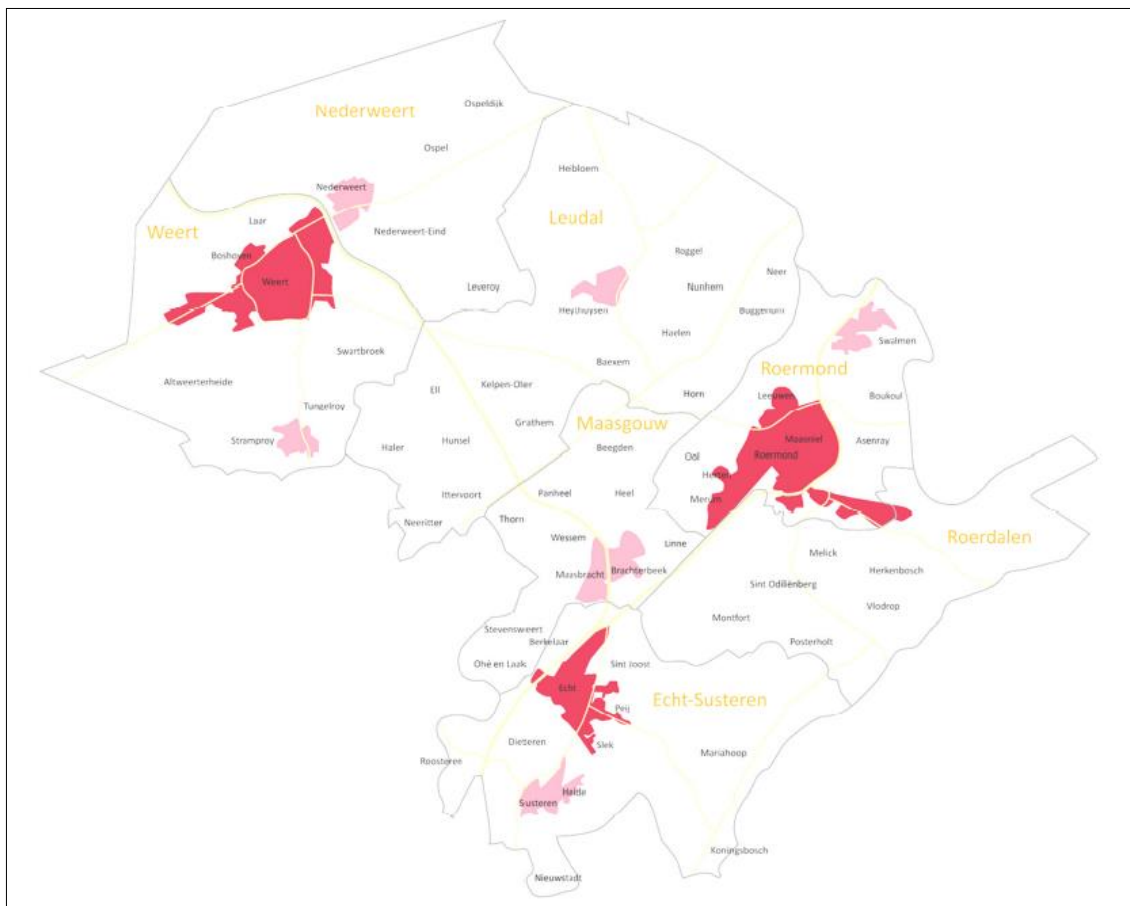 Ospeldijk
Nederweert
Ospel
Heibloem
Nederweert
Leudal
Laar
Weert
Nederweert-Eind
Roggel
Boshoven
Neer
Weert
Leveroy
Nunhem
Heythuysen
Buggenum
Haelen
Swalmen
Swartbroek
Baexem
Roermond
Altweerterheide
Ell
Kelpen-Oler
Horn
Leeuwen
Boukoul
Tungelroy
Grathem
Maasgouw
Stramproy
Hunsel
Maasniel
Asenray
Haler
Beegden
Ool
Roermond
Herten
Ittervoort
Panheel
Heel
Merum
Neeritter
Thorn
Roerdalen
Wessem
Linne
Melick
Maasbracht
Brachterbeek
Herkenbosch
Sint Odiliënberg
Vlodrop
Montfort
Stevensweert
Berkelaar
Posterholt
Ohé en Laak
Sint Joost
Echt
Echt-Susteren
Peij
Dieteren
Slek
Mariahoop
Roosteren
Heide
Susteren
Koningsbosch
Nieuwstadt